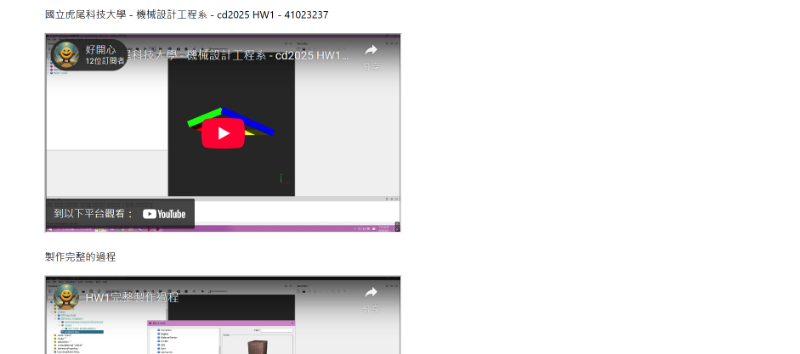 國立虎尾科技大學 - 機械設計工程系 - cd2025 HW1 - 41023237
好開心
12位訂閱者
尾科技大學 - 機械設計工程系 - cd2025 HW1...
分享
到以下平台觀看：
YouTube
製作完整的過程
HW1完整製作過程
分享